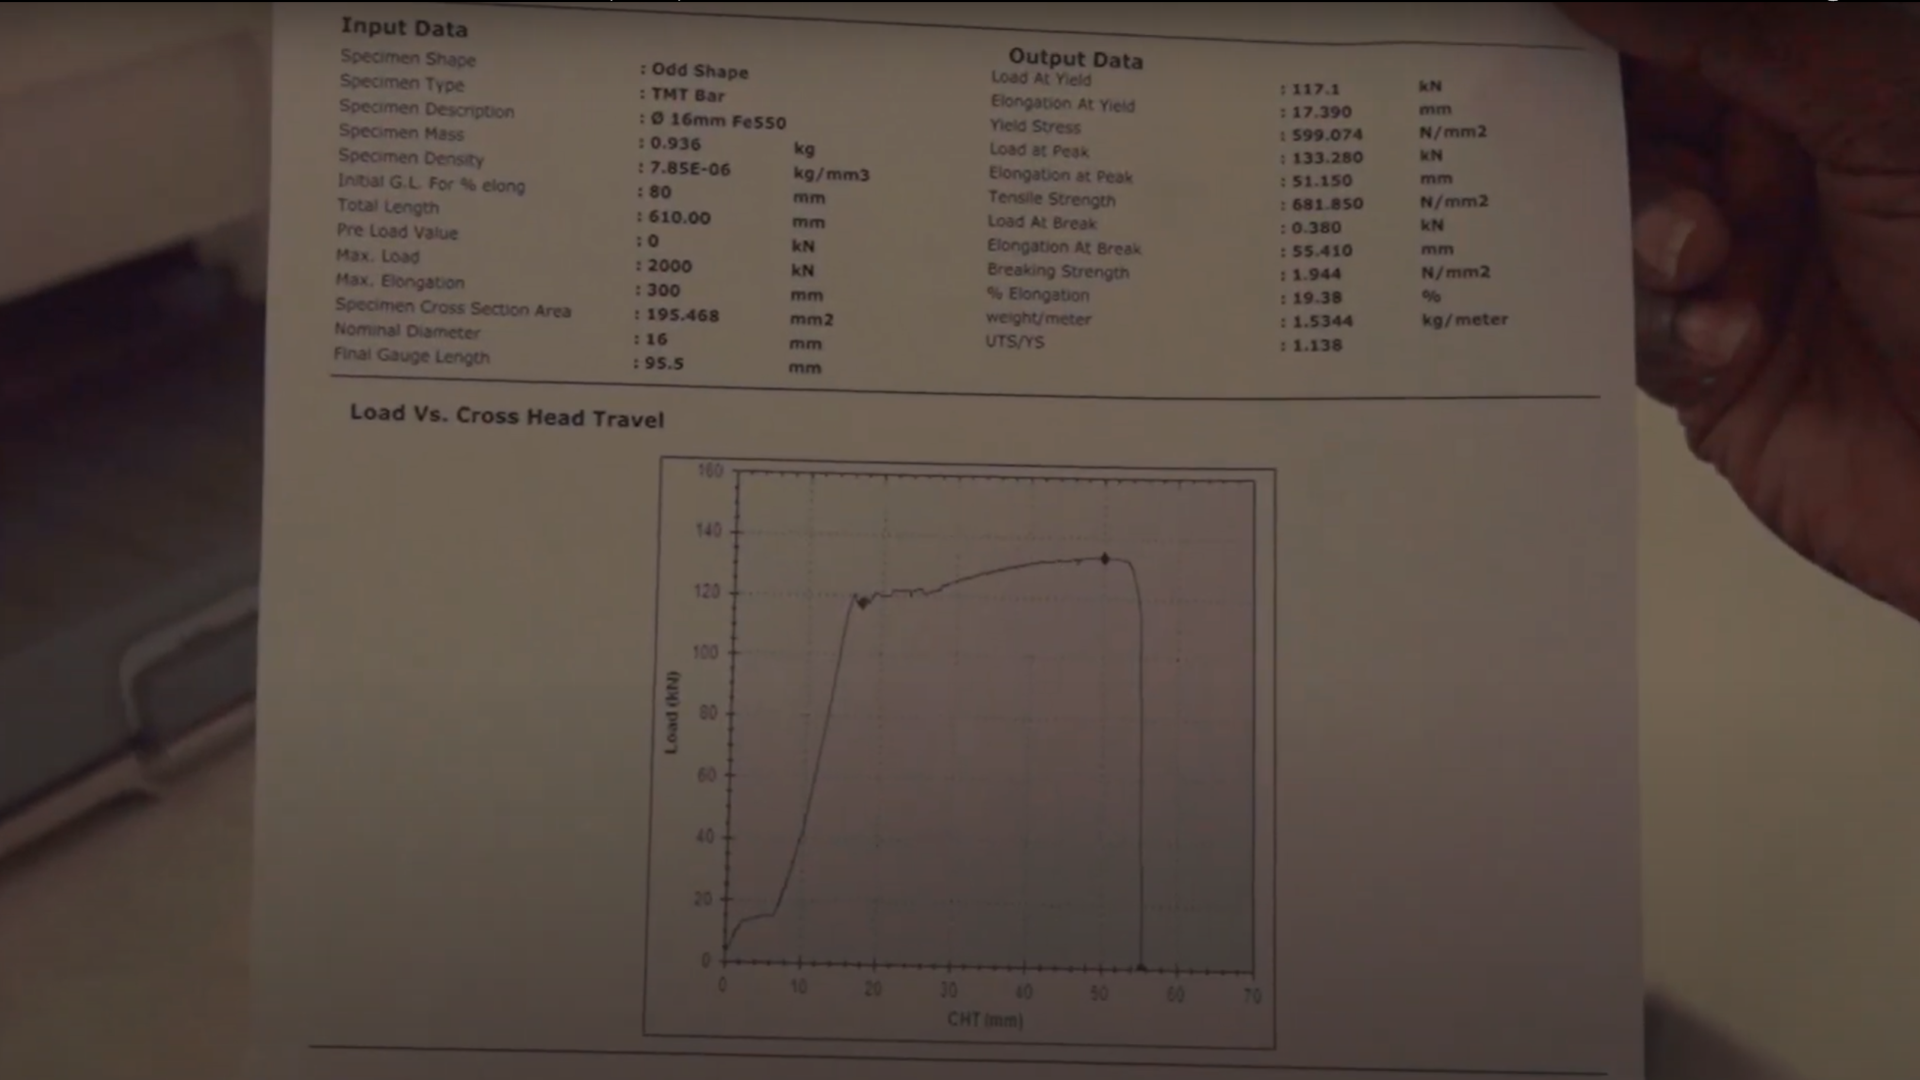 Input Data
Specimen Shape : Odd Shape
Specimen Type : TMT Bar
Specimen Description : Ø 16mm Fe550
Specimen Mass : 0.936 kg
Specimen Density : 7.85E-06 kg/mm3
Initial G.L. For % elong : 80 mm
Total Length : 610.00 mm
Pre Load Value : 0 kN
Max. Load : 2000 kN
Max. Elongation : 300 mm
Specimen Cross Section Area : 195.468 mm2
Nominal Diameter : 16 mm
Final Gauge Length : 95.5 mm
Output Data
Load At Yield : 117.1 kN
Elongation At Yield : 17.390 mm
Yield Stress : 599.074 N/mm2
Load at Peak : 133.280 kN
Elongation at Peak : 51.150 mm
Tensile Strength : 681.850 N/mm2
Load At Break : 0.380 kN
Elongation At Break : 55.410 mm
Breaking Strength : 1.944 N/mm2
% Elongation : 19.38 %
weight/meter : 1.5344 kg/meter
UTS/YS : 1.138
Load Vs. Cross Head Travel
160
140
120
100
80
60
40
20
0
Load (kN)
0 10 20 30 40 50 60 70
CHT (mm)